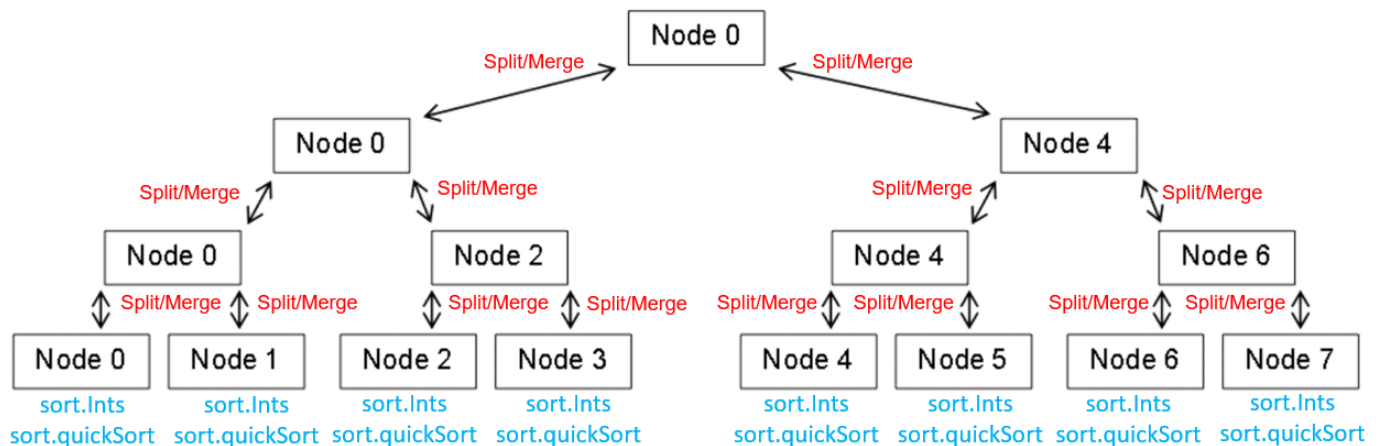 Node 0
Split/Merge Split/Merge
Node 0 Node 4
Split/Merge Split/Merge Split/Merge Split/Merge
Node 0 Node 2 Node 4 Node 6
Split/Merge Split/Merge Split/Merge Split/Merge Split/Merge Split/Merge Split/Merge Split/Merge
Node 0 Node 1 Node 2 Node 3 Node 4 Node 5 Node 6 Node 7
sort.Ints sort.Ints sort.Ints sort.Ints sort.Ints sort.Ints sort.Ints sort.Ints
sort.quickSort sort.quickSort sort.quickSort sort.quickSort sort.quickSort sort.quickSort sort.quickSort sort.quickSort